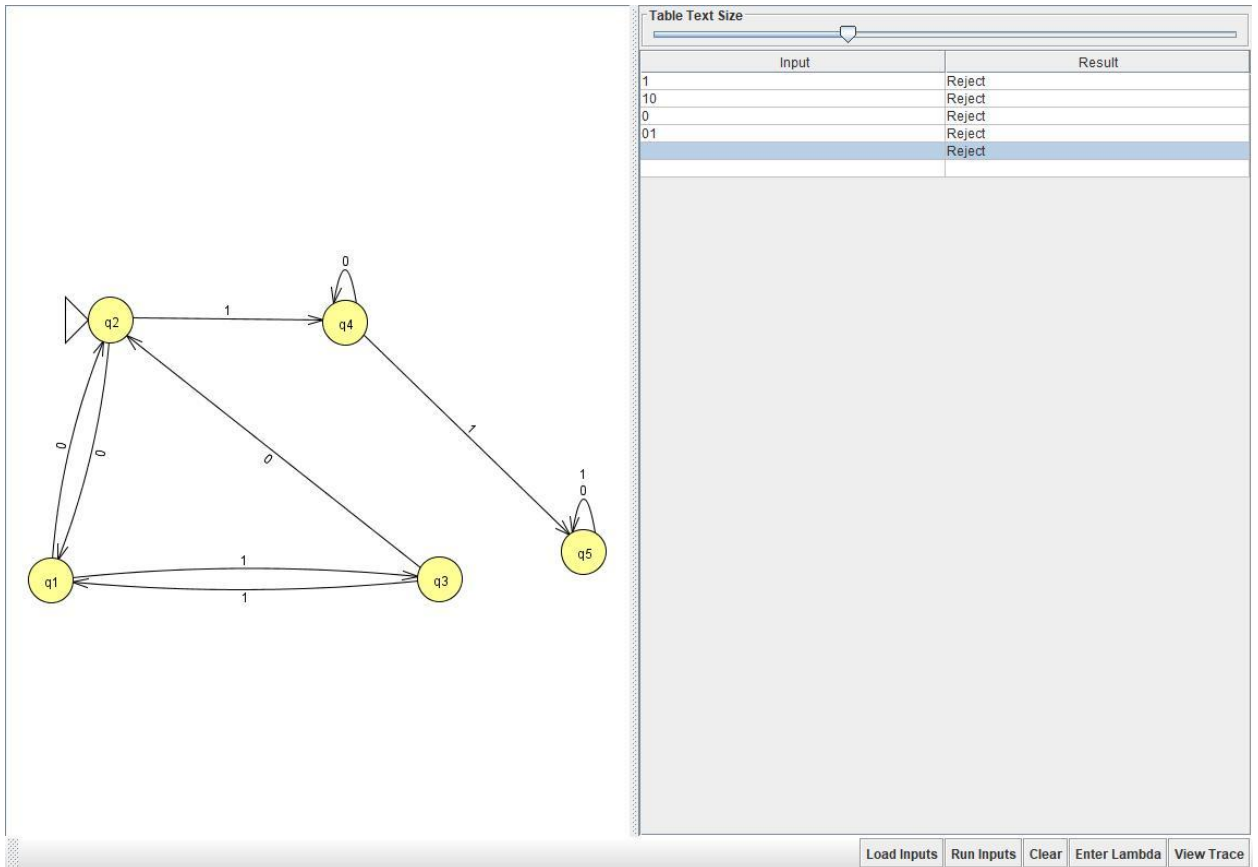 Table Text Size
Input Result
1 Reject
10 Reject
0 Reject
01 Reject
Reject
0
q2
1
q4
0
0
0
1
1
0
q1
1
1
q3
q5
Load Inputs Run Inputs Clear Enter Lambda View Trace